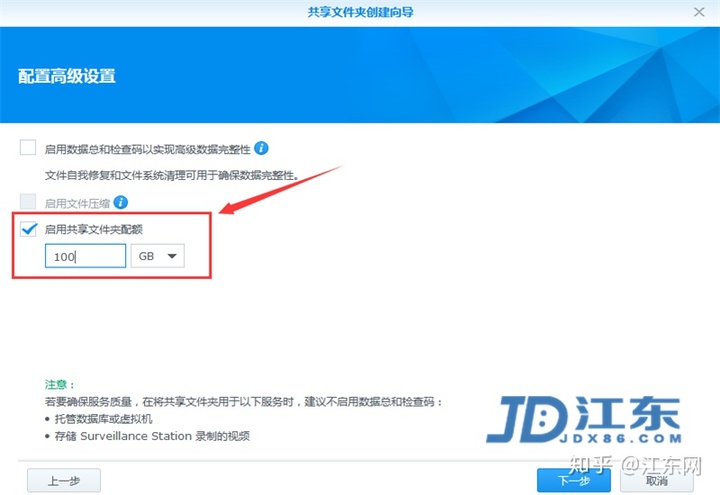 共享文件夹创建向导
配置高级设置
启用数据总和检查码以实现高级数据完整性
文件自我修复和文件系统清理可用于确保数据完整性。
启用文件压缩
启用共享文件夹配额
100 GB
注意：
若要确保服务质量，在将共享文件夹用于以下服务时，建议不启用数据总和检查码：
• 托管数据库或虚拟机
• 存储 Surveillance Station 录制的视频
JD江东
JDX86.COM
知乎 @江东网
上一步 下一步 取消